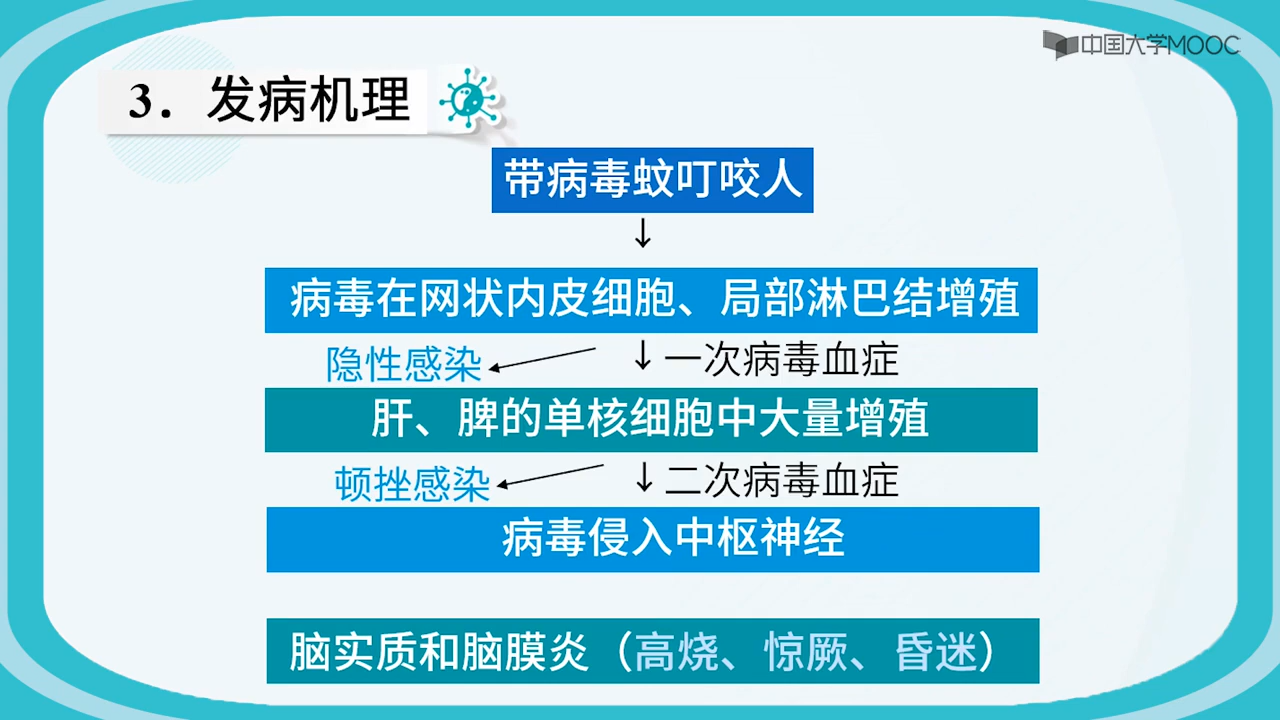 中国大学MOOC
3．发病机理
带病毒蚊叮咬人
↓
病毒在网状内皮细胞、局部淋巴结增殖
隐性感染 ↓一次病毒血症
肝、脾的单核细胞中大量增殖
顿挫感染 ↓二次病毒血症
病毒侵入中枢神经
脑实质和脑膜炎（高烧、惊厥、昏迷）